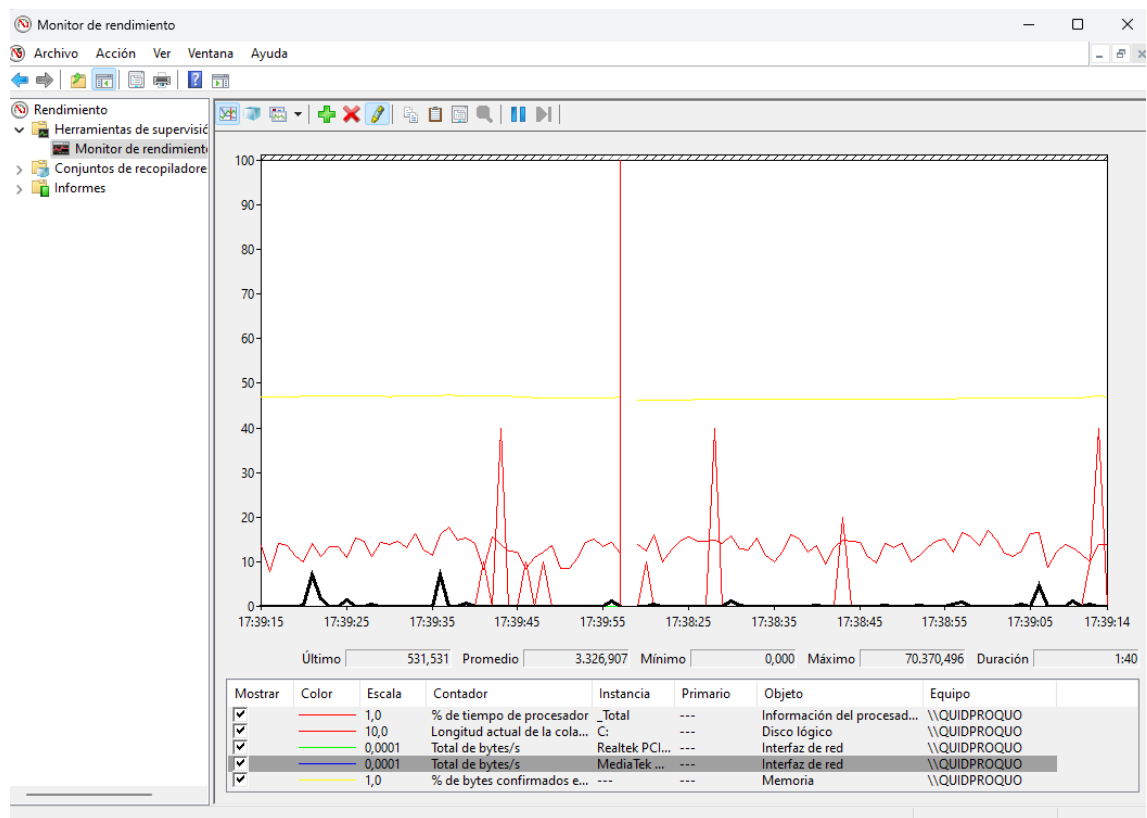 Monitor de rendimiento
Archivo Acción Ver Ventana Ayuda
Rendimiento
Herramientas de supervisió
Monitor de rendimient
Conjuntos de recopiladore
Informes
100
90
80
70
60
50
40
30
20
10
0
17:39:15 17:39:25 17:39:35 17:39:45 17:39:55 17:38:25 17:38:35 17:38:45 17:38:55 17:39:05 17:39:14
Último 531,531 Promedio 3.326,907 Mínimo 0,000 Máximo 70.370,496 Duración 1:40
Mostrar Color Escala Contador Instancia Primario Objeto Equipo
1,0 % de tiempo de procesador _Total --- Información del procesad... \\QUIDPROQUO
10,0 Longitud actual de la cola... C: --- Disco lógico \\QUIDPROQUO
0,0001 Total de bytes/s Realtek PCI... --- Interfaz de red \\QUIDPROQUO
0,0001 Total de bytes/s MediaTek ... --- Interfaz de red \\QUIDPROQUO
1,0 % de bytes confirmados e... --- --- Memoria \\QUIDPROQUO